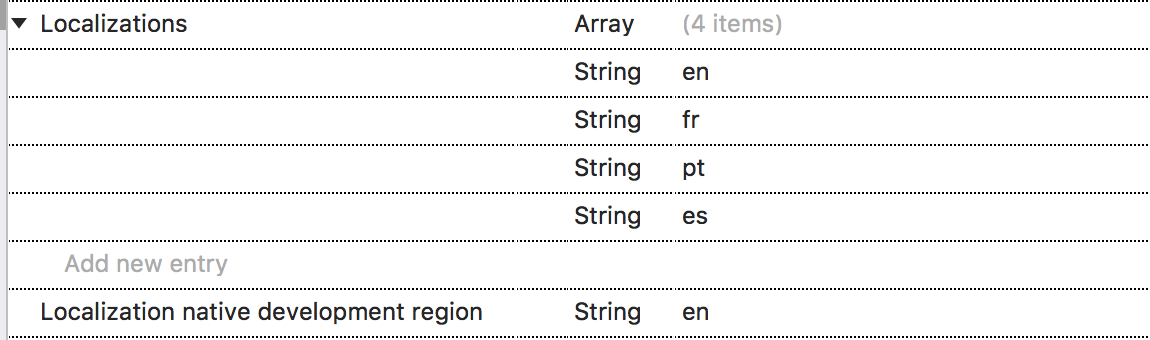 Localizations Array (4 items)
String en
String fr
String pt
String es
Add new entry
Localization native development region String en